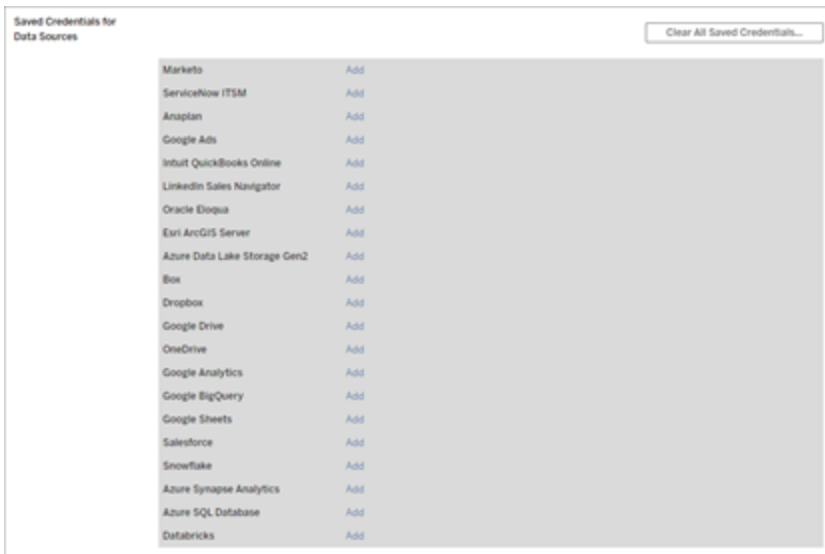 Saved Credentials for
Data Sources
Clear All Saved Credentials...
Marketo Add
ServiceNow ITSM Add
Anaplan Add
Google Ads Add
Intuit QuickBooks Online Add
LinkedIn Sales Navigator Add
Oracle Eloqua Add
Esri ArcGIS Server Add
Azure Data Lake Storage Gen2 Add
Box Add
Dropbox Add
Google Drive Add
OneDrive Add
Google Analytics Add
Google BigQuery Add
Google Sheets Add
Salesforce Add
Snowflake Add
Azure Synapse Analytics Add
Azure SQL Database Add
Databricks Add